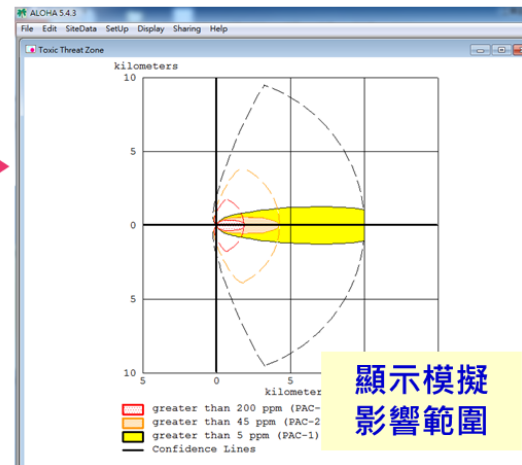 ALOHA 5.4.3
File Edit SiteData SetUp Display Sharing Help
Toxic Threat Zone
kilometers
10
5
0
5
10
5 0 5
kilomete
greater than 200 ppm (PAC-
greater than 45 ppm (PAC-2
greater than 5 ppm (PAC-1)
Confidence Lines
顯示模擬
影響範圍